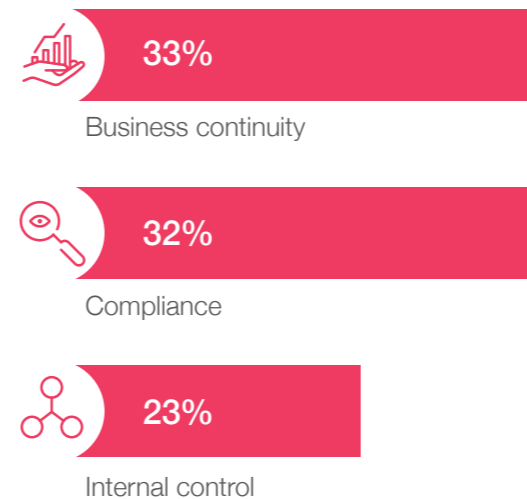 33%
Business continuity
32%
Compliance
23%
Internal control